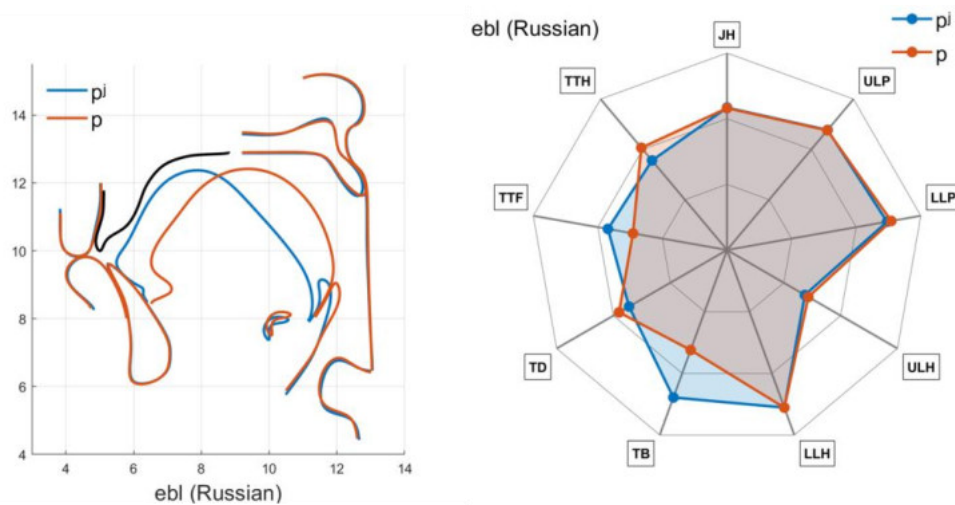 pʲ
p
14
12
10
8
6
4
4
6
8
10
12
14
ebl (Russian)
ebl (Russian)
pʲ
p
JH
ULP
LLP
ULH
LLH
TB
TD
TTF
TTH